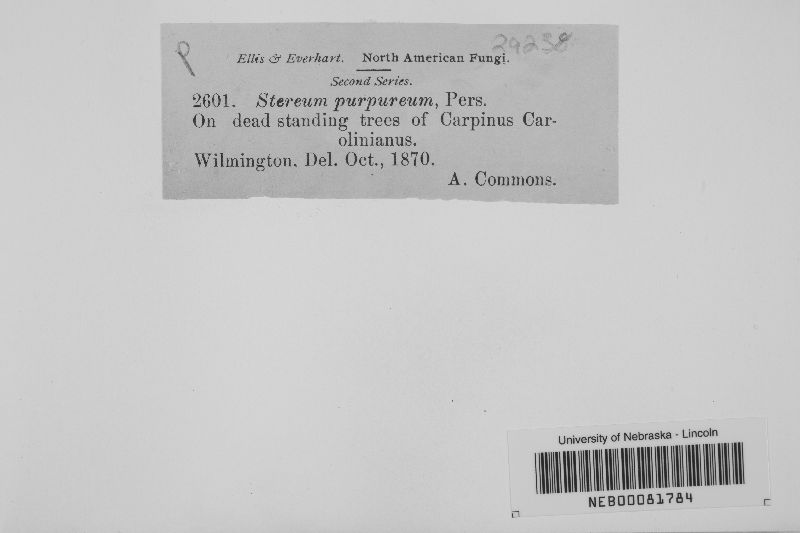 P
29238
Ellis & Everhart. North American Fungi.
Second Series.
2601. Stereum purpureum, Pers.
On dead standing trees of Carpinus Car-
olinianus.
Wilmington, Del. Oct., 1870.
A. Commons.
University of Nebraska - Lincoln
NEB00081784